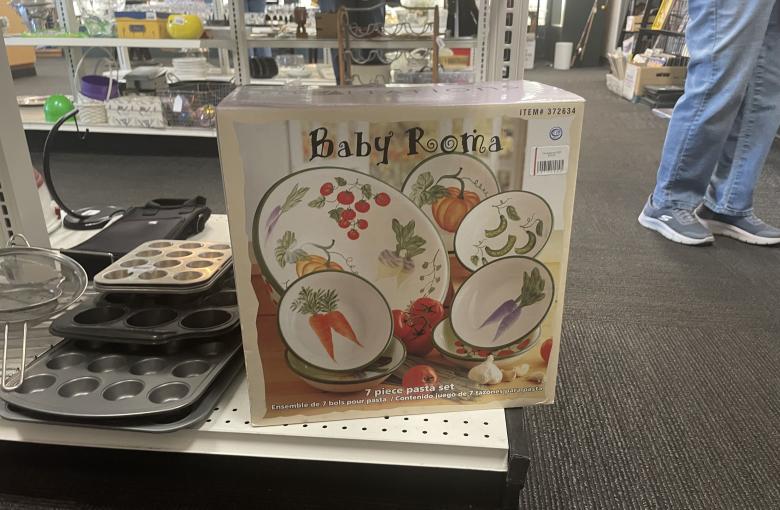 ITEM# 372634
Baby Roma
7 piece pasta set
Ensemble de 7 bols pour pasta / Contenido juego de 7 tazones para pasta